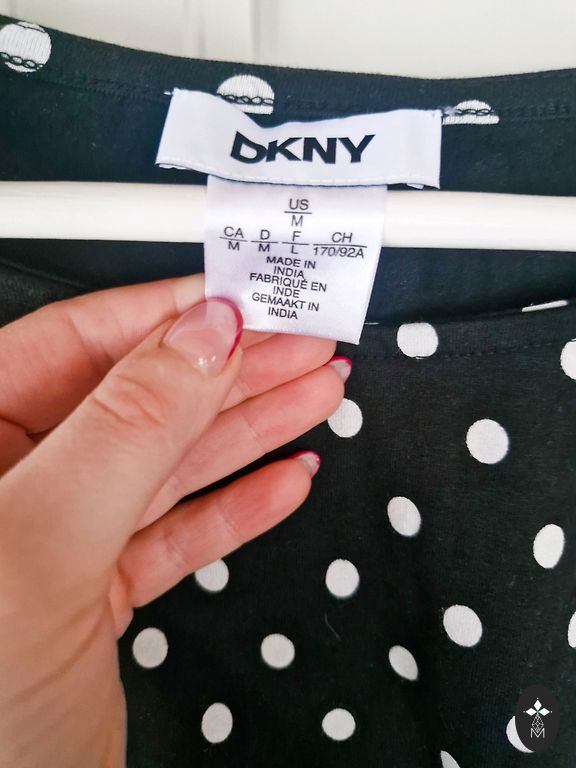 DKNY
US
M
CA D F CH
M M L 170/92A
MADE IN
INDIA
FABRIQUÉ EN
INDE
GEMAAKT IN
INDIA
M